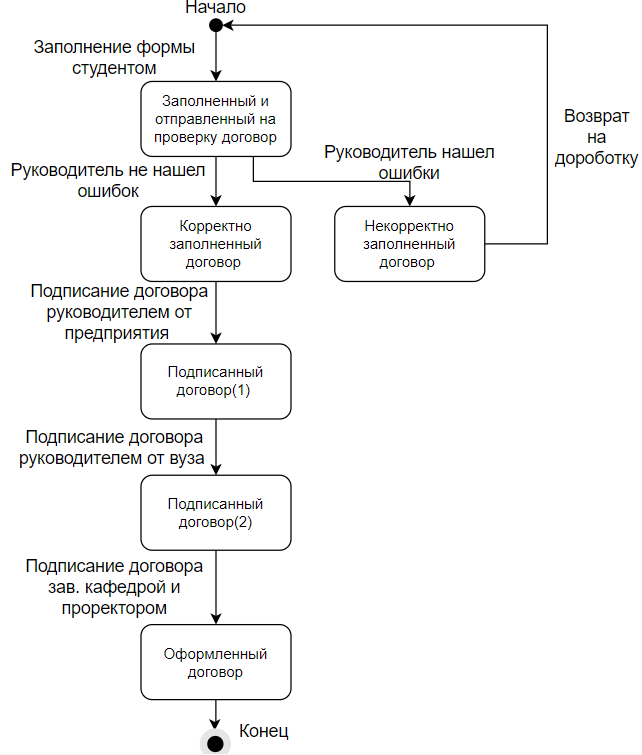 Начало
Заполнение формы
студентом
Заполненный и
отправленный на
проверку договор
Возврат
на
дороботку
Руководитель не нашел
ошибок
Руководитель нашел
ошибки
Корректно
заполненный
договор
Некорректно
заполненный
договор
Подписание договора
руководителем от
предприятия
Подписанный
договор(1)
Подписание договора
руководителем от вуза
Подписанный
договор(2)
Подписание договора
зав. кафедрой и
проректором
Оформленный
договор
Конец